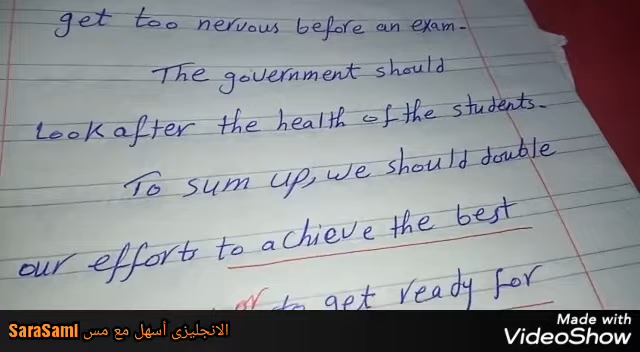 get too nervous before an exam.
The government should
Look after the health of the students.
To sum up, we should double
our efforts to achieve the best
or to get ready for
Made with
VideoShow
SaraSamI الانجليزى أسهل مع مس